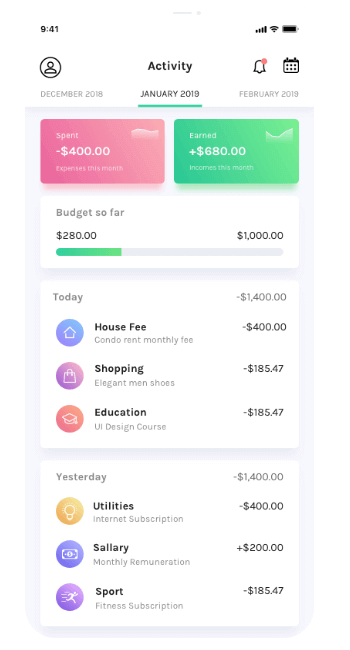 9:41
Activity
DECEMBER 2018 JANUARY 2019 FEBRUARY 2019
Spent
-$400.00
Expenses this month
Earned
+$680.00
Incomes this month
Budget so far
$280.00 $1,000.00
Today -$1,400.00
House Fee -$400.00
Condo rent monthly fee
Shopping -$185.47
Elegant men shoes
Education -$185.47
UI Design Course
Yesterday -$1,400.00
Utilities -$400.00
Internet Subscription
Sallary +$200.00
Monthly Remuneration
Sport -$185.47
Fitness Subscription